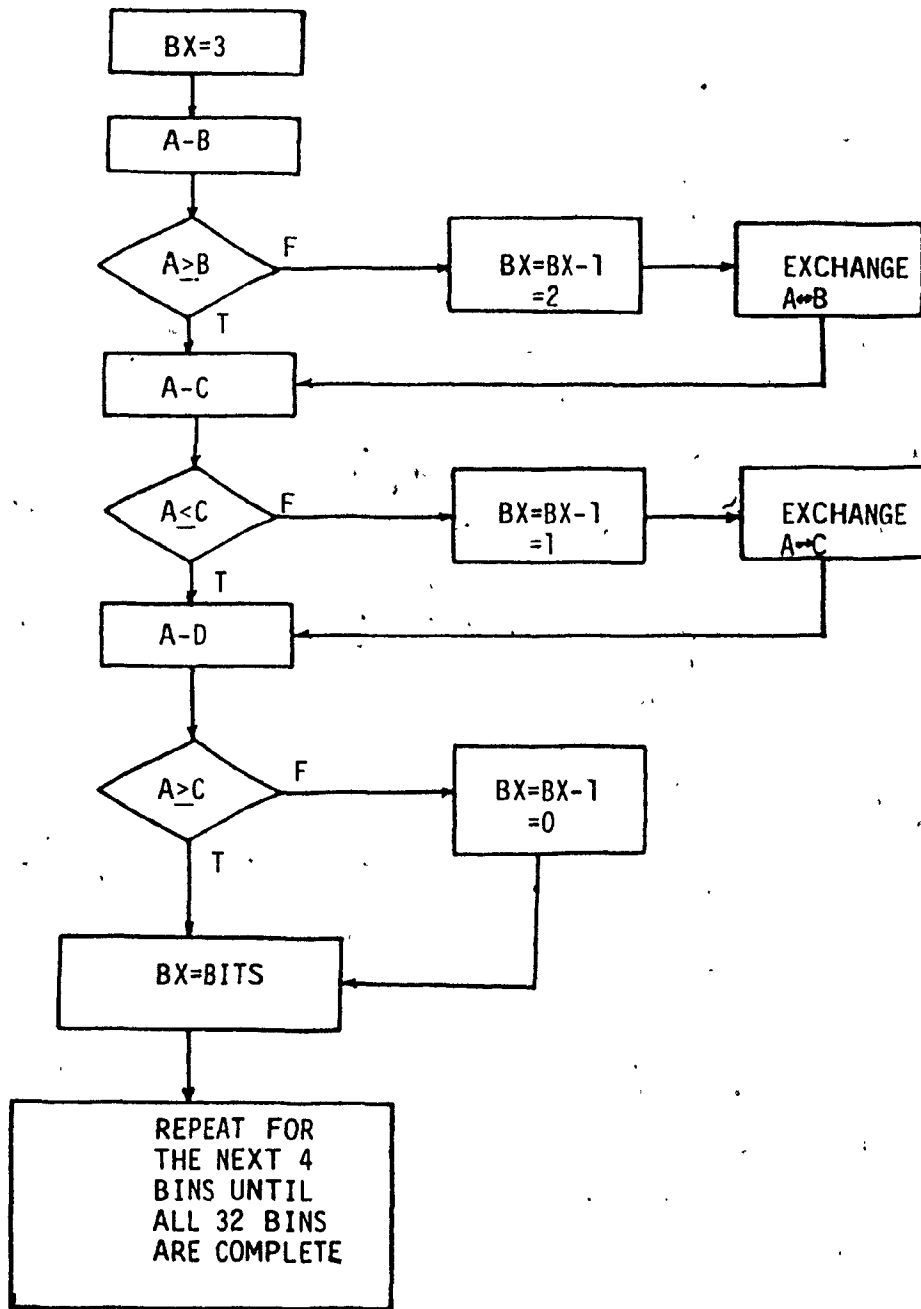 BX=3
A-B
A≥B
F
BX=BX-1
=2
EXCHANGE
A↔B
T
A-C
A≤C
F
BX=BX-1
=1
EXCHANGE
A↔C
T
A-D
A≥C
F
BX=BX-1
=0
T
BX=BITS
REPEAT FOR
THE NEXT 4
BINS UNTIL
ALL 32 BINS
ARE COMPLETE